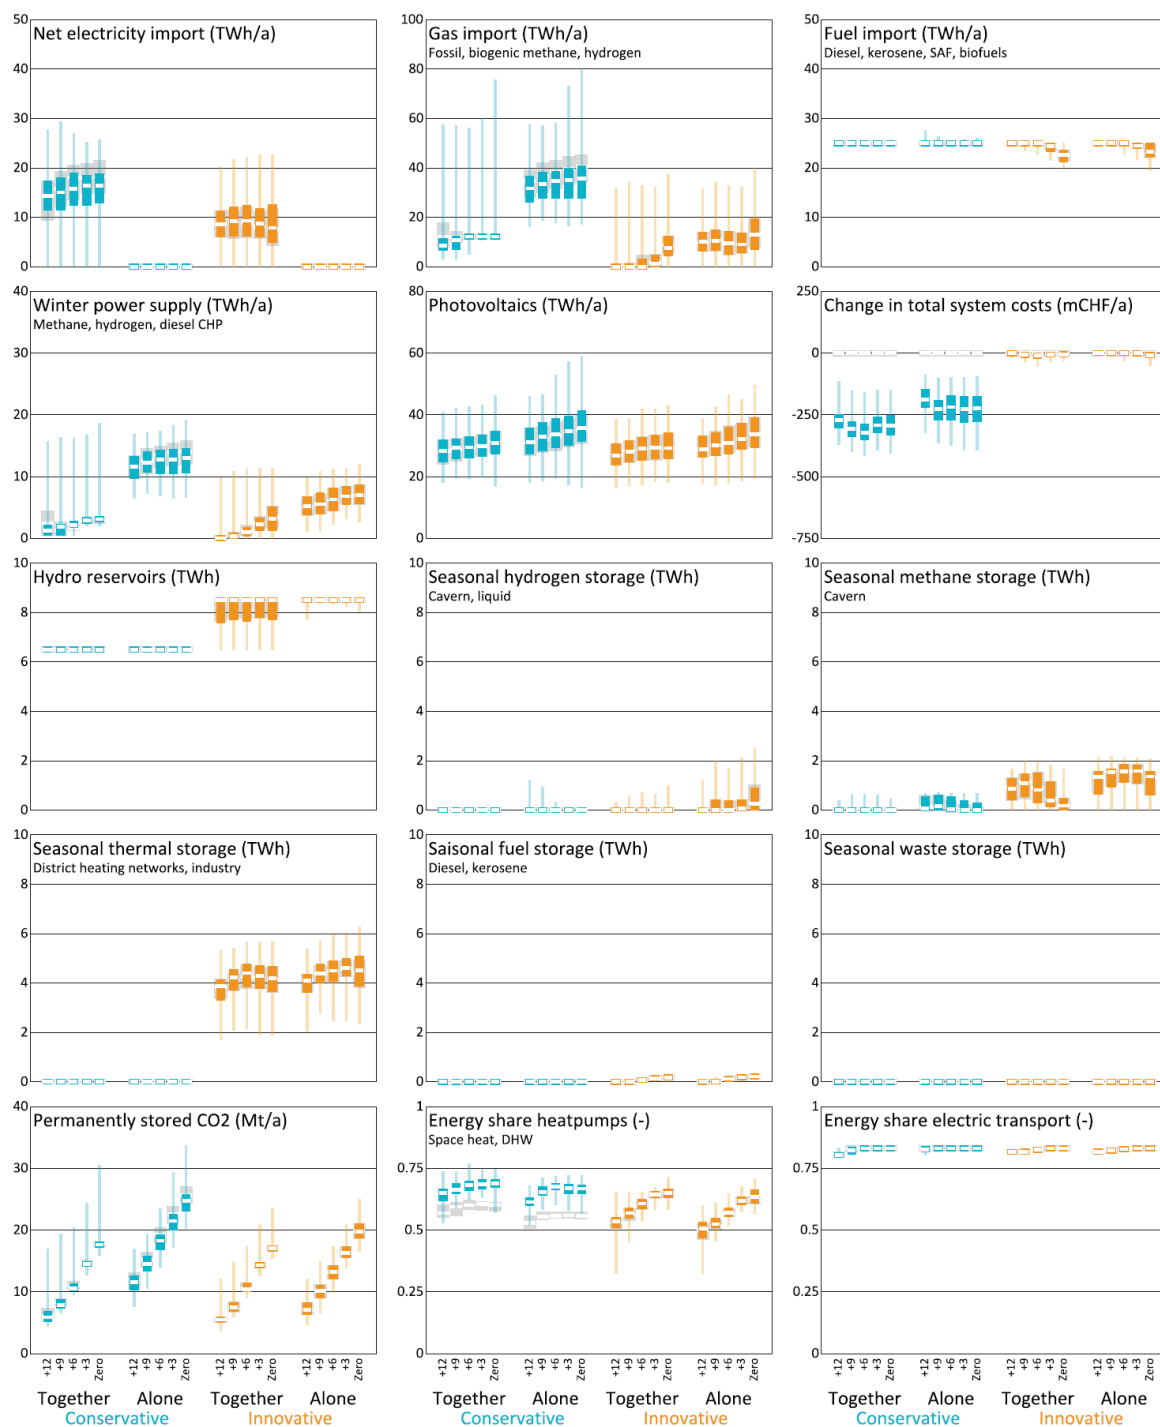 Net electricity import (TWh/a)
50
40
30
20
10
0
Gas import (TWh/a)
Fossil, biogenic methane, hydrogen
100
80
60
40
20
0
Fuel import (TWh/a)
Diesel, kerosene, SAF, biofuels
50
40
30
20
10
0
Winter power supply (TWh/a)
Methane, hydrogen, diesel CHP
40
30
20
10
0
Photovoltaics (TWh/a)
80
60
40
20
0
Change in total system costs (mCHF/a)
250
0
-250
-500
-750
Hydro reservoirs (TWh)
10
8
6
4
2
0
Seasonal hydrogen storage (TWh)
Cavern, liquid
10
8
6
4
2
0
Seasonal methane storage (TWh)
Cavern
10
8
6
4
2
0
Seasonal thermal storage (TWh)
District heating networks, industry
10
8
6
4
2
0
Saisonal fuel storage (TWh)
Diesel, kerosene
10
8
6
4
2
0
Seasonal waste storage (TWh)
10
8
6
4
2
0
Permanently stored CO2 (Mt/a)
40
30
20
10
0
Energy share heatpumps (-)
Space heat, DHW
1
0.75
0.5
0.25
0
Energy share electric transport (-)
1
0.75
0.5
0.25
0
+12 +9 +6 +3 Zero +12 +9 +6 +3 Zero +12 +9 +6 +3 Zero +12 +9 +6 +3 Zero
Together Alone Together Alone
Conservative Innovative
+12 +9 +6 +3 Zero +12 +9 +6 +3 Zero +12 +9 +6 +3 Zero +12 +9 +6 +3 Zero
Together Alone Together Alone
Conservative Innovative
+12 +9 +6 +3 Zero +12 +9 +6 +3 Zero +12 +9 +6 +3 Zero +12 +9 +6 +3 Zero
Together Alone Together Alone
Conservative Innovative